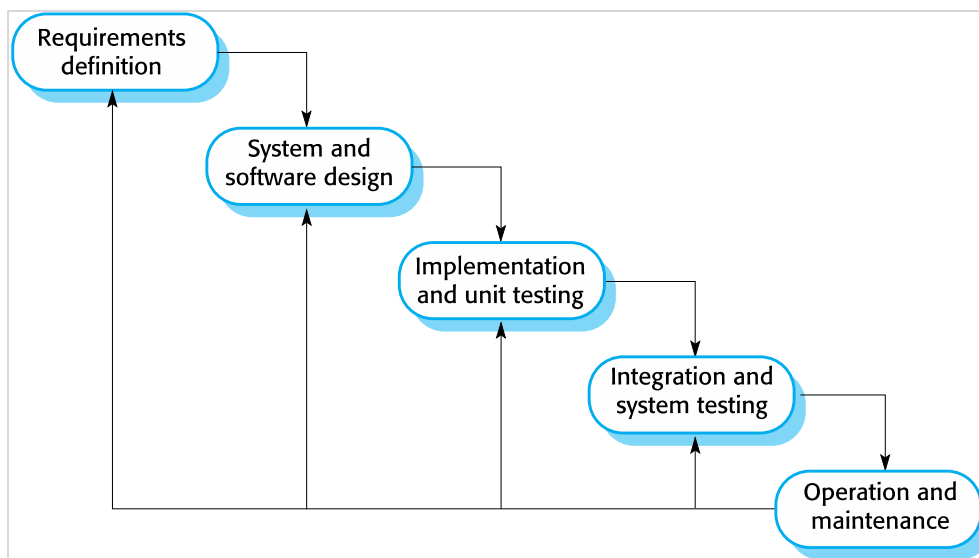 Requirements
definition
System and
software design
Implementation
and unit testing
Integration and
system testing
Operation and
maintenance